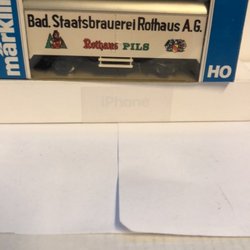 märklin
Bad. Staatsbrauerei Rothaus A.G.
Rothaus PILS
HO
iPhone